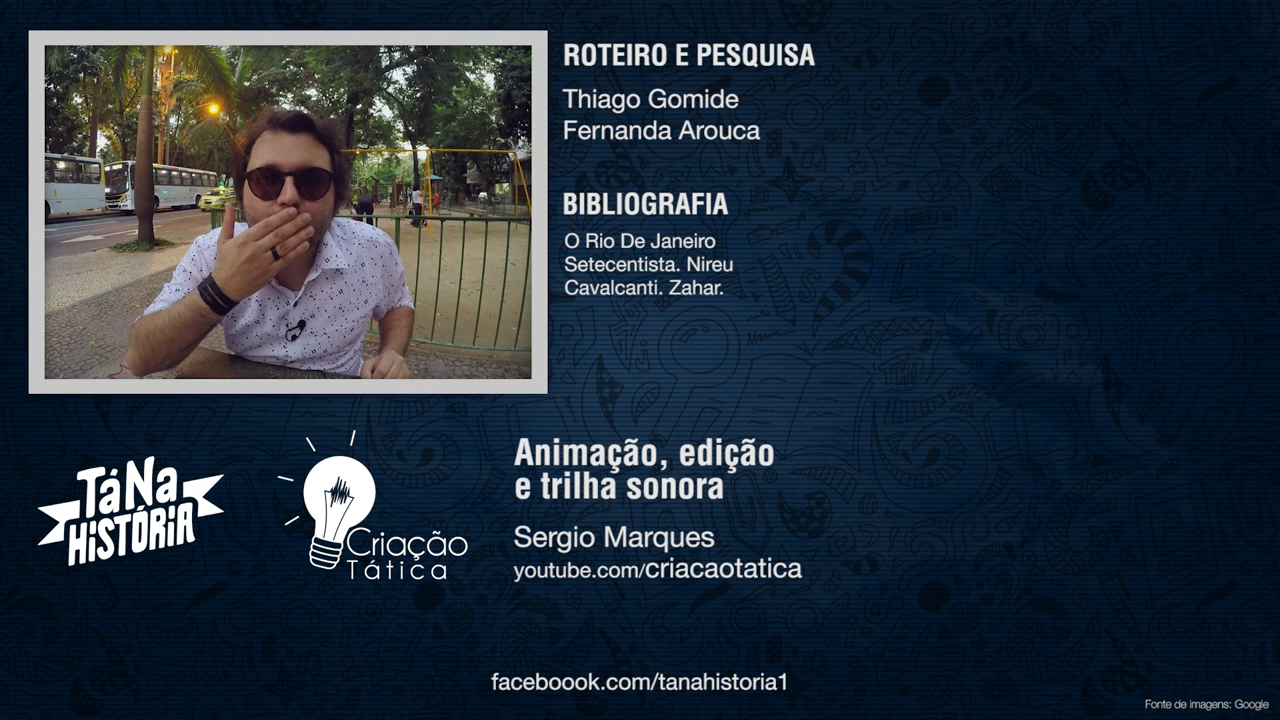 ROTEIRO E PESQUISA
Thiago Gomide
Fernanda Arouca
BIBLIOGRAFIA
O Rio De Janeiro
Setecentista. Nireu
Cavalcanti. Zahar.
TáNa
HISTÓRIA
Criação
Tática
Animação, edição
e trilha sonora
Sergio Marques
youtube.com/criacaotatica
faceboook.com/tanahistoria1
Fonte de imagens: Google